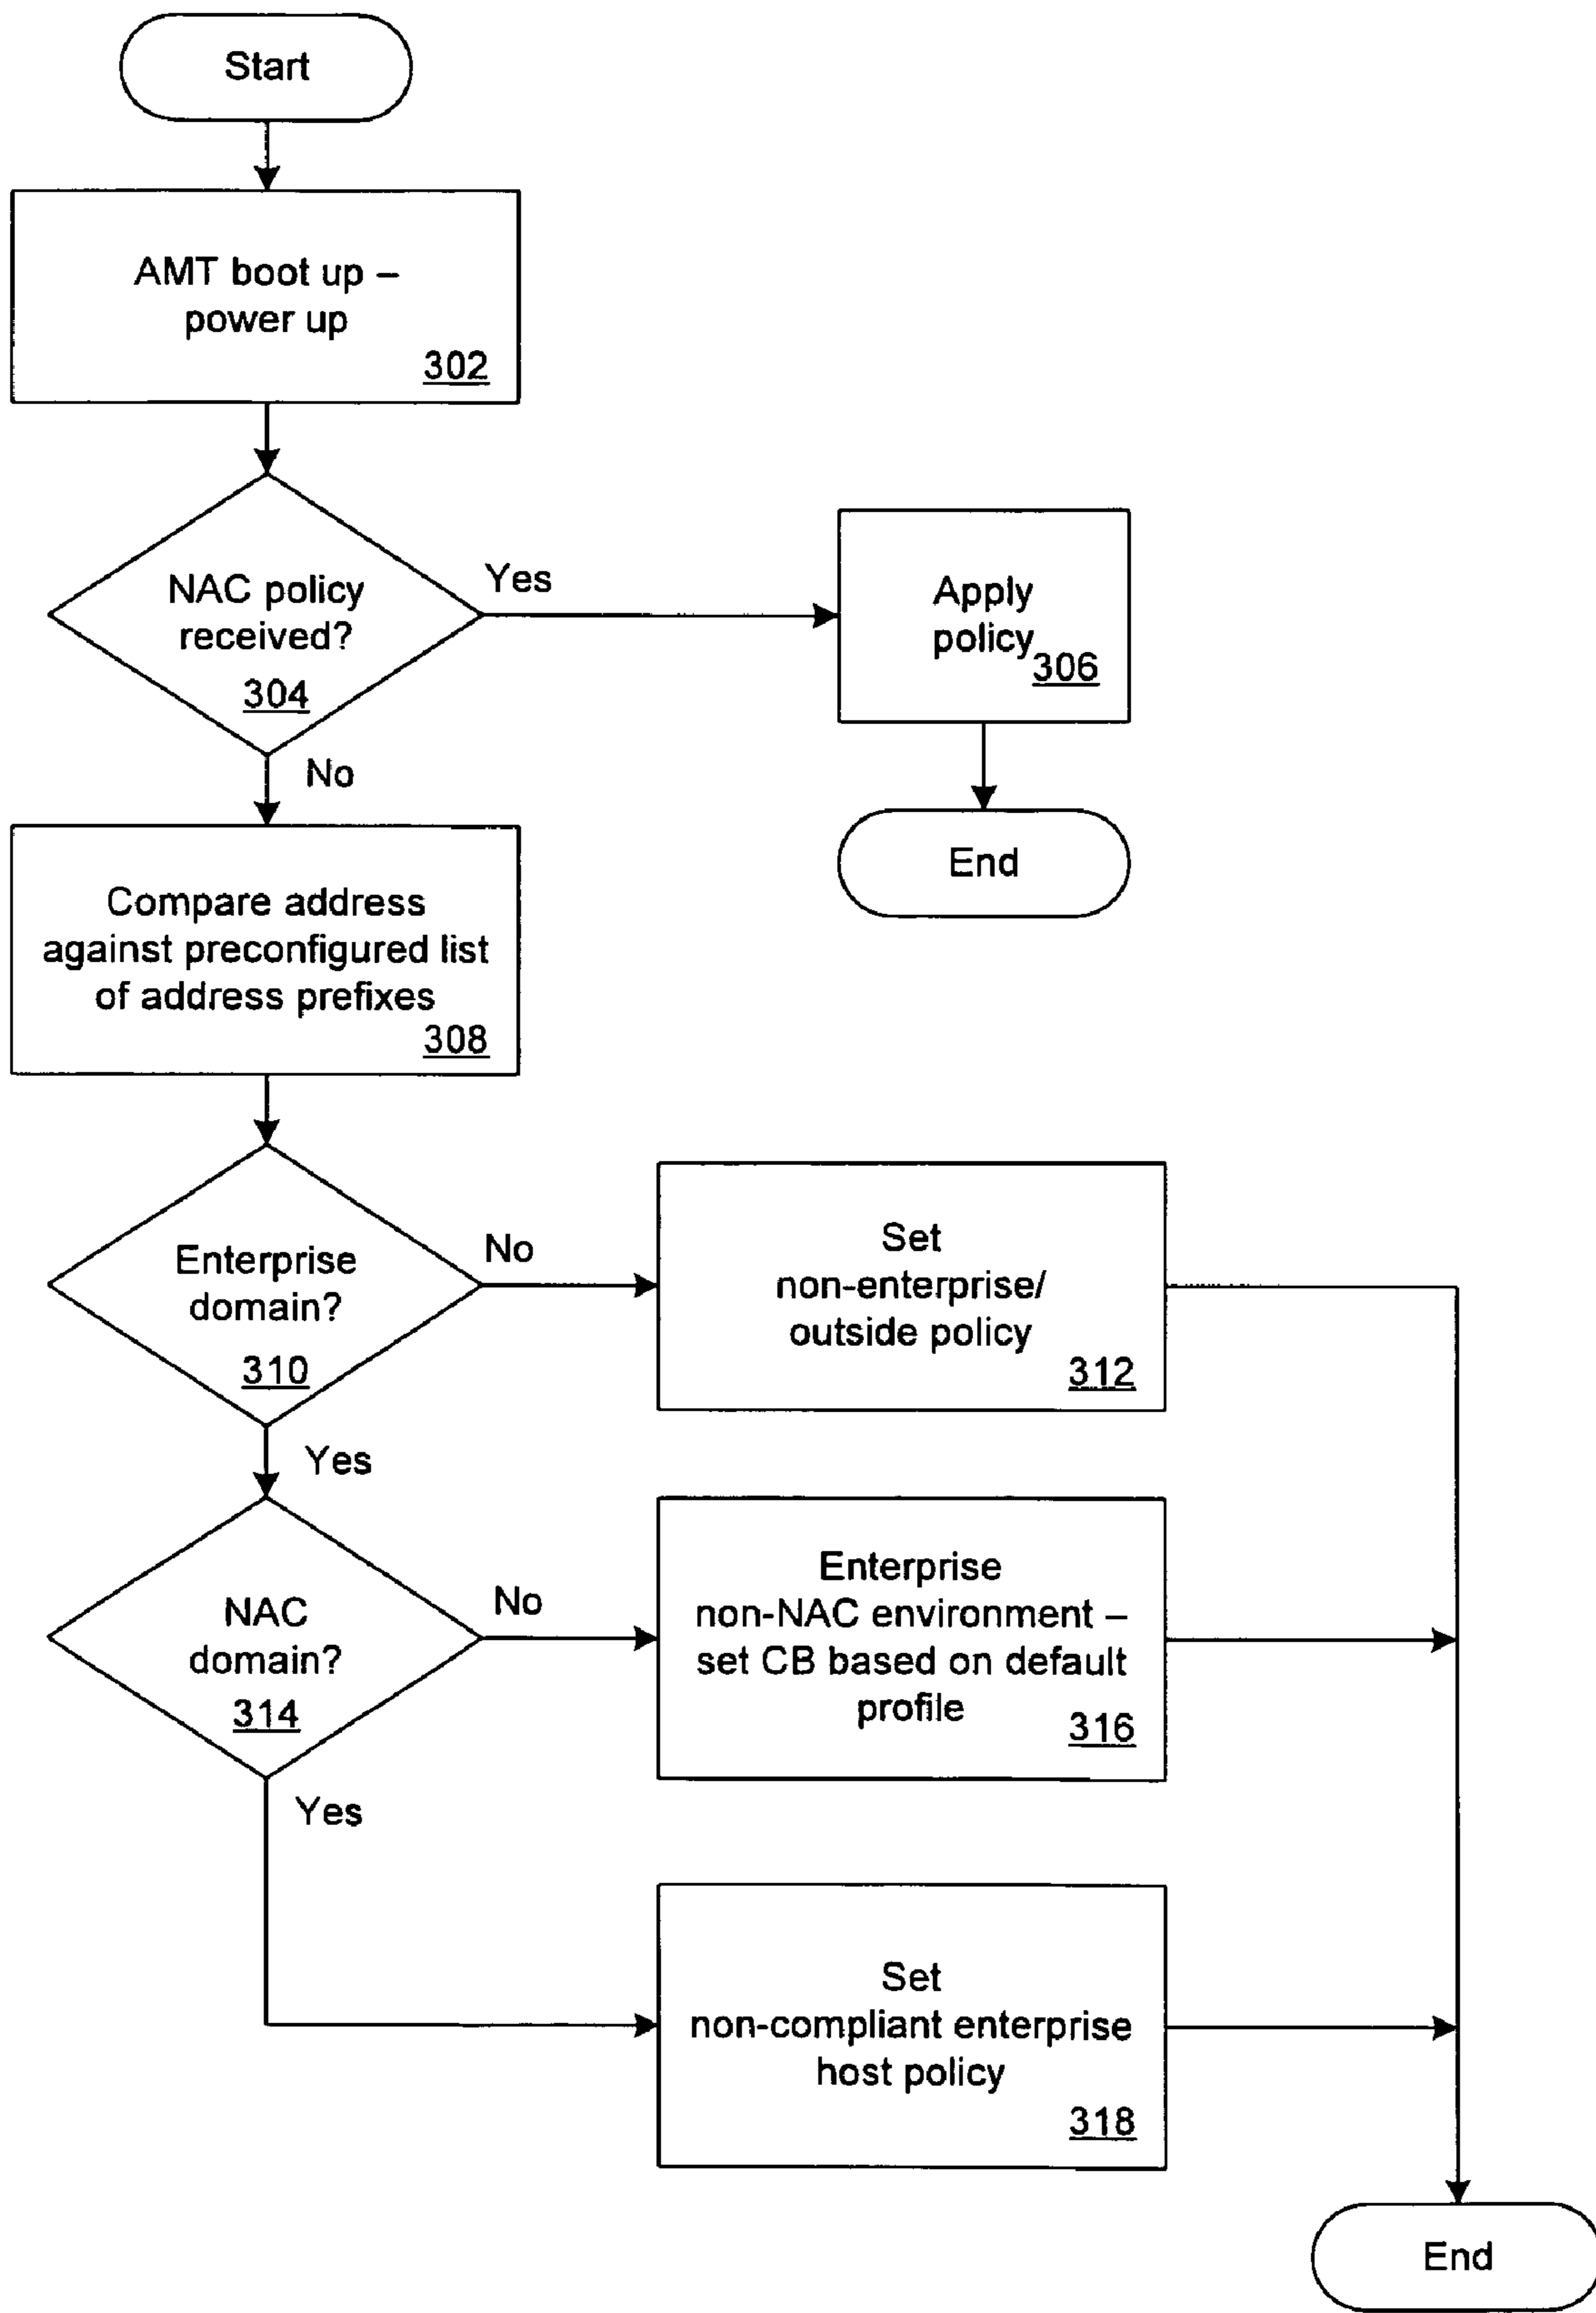 Start
AMT boot up –
power up
302
NAC policy
received?
304
Yes
Apply
policy
306
No
End
Compare address
against preconfigured list
of address prefixes
308
Enterprise
domain?
310
No
Set
non-enterprise/
outside policy
312
Yes
NAC
domain?
314
No
Enterprise
non-NAC environment –
set CB based on default
profile
316
Yes
Set
non-compliant enterprise
host policy
318
End